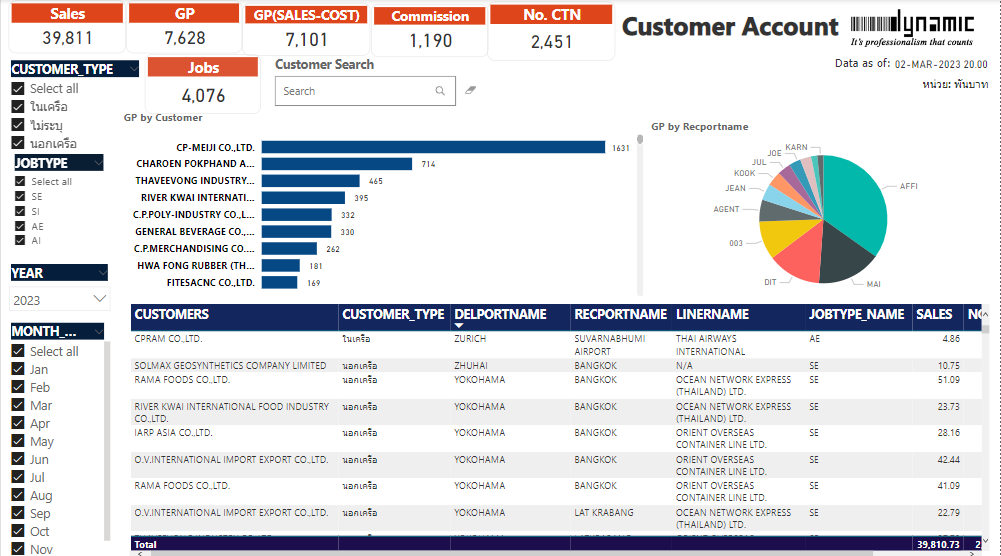 Sales
39,811
GP
7,628
GP(SALES-COST)
7,101
Commission
1,190
No. CTN
2,451
Customer Account
dynamic
It's professionalism that counts
Data as of: 02-MAR-2023 20.00
หน่วย: พันบาท
Jobs
4,076
Customer Search
Search
CUSTOMER_TYPE
Select all
ในเครือ
ไม่ระบุ
นอกเครือ
JOBTYPE
Select all
SE
SI
AE
AI
YEAR
2023
MONTH_...
Select all
Jan
Feb
Mar
Apr
May
Jun
Jul
Aug
Sep
Oct
Nov
GP by Customer
CP-MEIJI CO.,LTD. 1631
CHAROEN POKPHAND A... 714
THAVEEVONG INDUSTRY... 465
RIVER KWAI INTERNATI... 395
C.P.POLY-INDUSTRY CO.,L... 332
GENERAL BEVERAGE CO.,... 330
C.P.MERCHANDISING CO.... 262
HWA FONG RUBBER (TH... 181
FITESACNC CO.,LTD. 169
GP by Recportname
KARN
JOE
JUL
KOOK
JEAN
AGENT
003
DIT
MAI
AFFI
CUSTOMERS CUSTOMER_TYPE DELPORTNAME RECPORTNAME LINERNAME JOBTYPE_NAME SALES
CPRAM CO.,LTD. ในเครือ ZURICH SUVARNABHUMI THAI AIRWAYS AE 4.86
AIRPORT INTERNATIONAL
SOLMAX GEOSYNTHETICS COMPANY LIMITED นอกเครือ ZHUHAI BANGKOK N/A SE 10.75
RAMA FOODS CO.,LTD. นอกเครือ YOKOHAMA BANGKOK OCEAN NETWORK EXPRESS SE 51.09
(THAILAND) LTD.
RIVER KWAI INTERNATIONAL FOOD INDUSTRY นอกเครือ YOKOHAMA BANGKOK OCEAN NETWORK EXPRESS SE 23.73
CO.,LTD. (THAILAND) LTD.
IARP ASIA CO.,LTD. นอกเครือ YOKOHAMA BANGKOK ORIENT OVERSEAS SE 28.16
CONTAINER LINE LTD.
O.V.INTERNATIONAL IMPORT EXPORT CO.,LTD. นอกเครือ YOKOHAMA BANGKOK ORIENT OVERSEAS SE 42.44
CONTAINER LINE LTD.
RAMA FOODS CO.,LTD. นอกเครือ YOKOHAMA BANGKOK ORIENT OVERSEAS SE 41.09
CONTAINER LINE LTD.
O.V.INTERNATIONAL IMPORT EXPORT CO.,LTD. นอกเครือ YOKOHAMA LAT KRABANG OCEAN NETWORK EXPRESS SE 22.79
(THAILAND) LTD.
Total 39,810.73 2